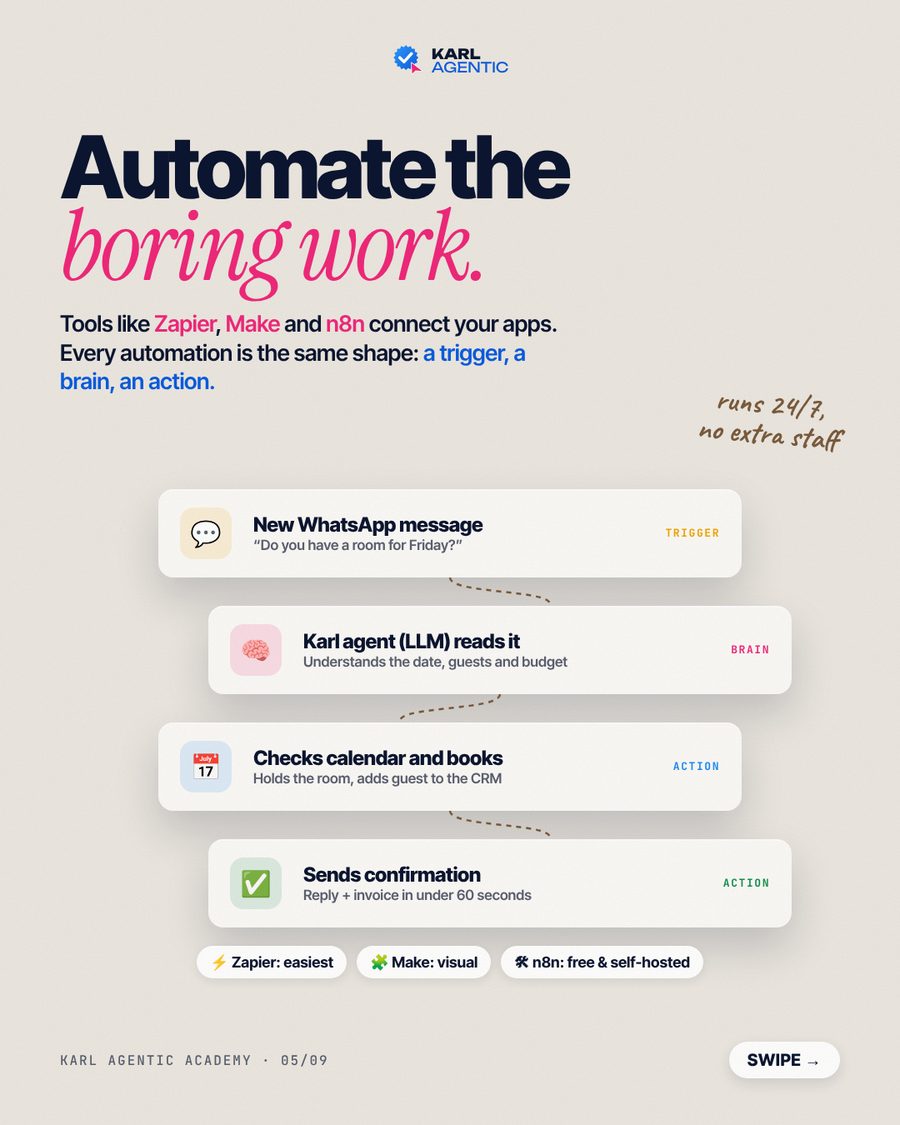 KARL
AGENTIC
Automate the
boring work.
Tools like Zapier, Make and n8n connect your apps.
Every automation is the same shape: a trigger, a
brain, an action.
runs 24/7,
no extra staff
New WhatsApp message
TRIGGER
“Do you have a room for Friday?”
Karl agent (LLM) reads it
BRAIN
Understands the date, guests and budget
July
17
Checks calendar and books
ACTION
Holds the room, adds guest to the CRM
Sends confirmation
ACTION
Reply + invoice in under 60 seconds
⚡ Zapier: easiest
🧩 Make: visual
🛠 n8n: free & self-hosted
KARL AGENTIC ACADEMY · 05/09
SWIPE →